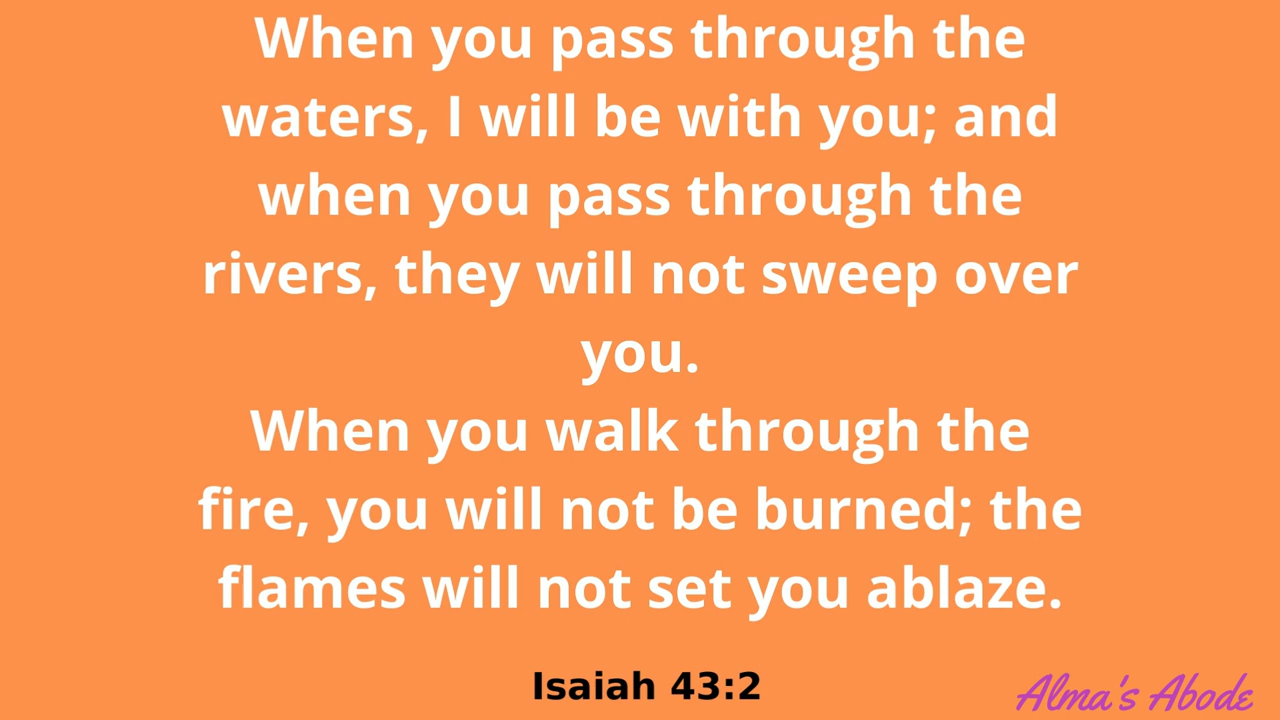 When you pass through the
waters, I will be with you; and
when you pass through the
rivers, they will not sweep over
you.
When you walk through the
fire, you will not be burned; the
flames will not set you ablaze.
Isaiah 43:2
Alma's Abode